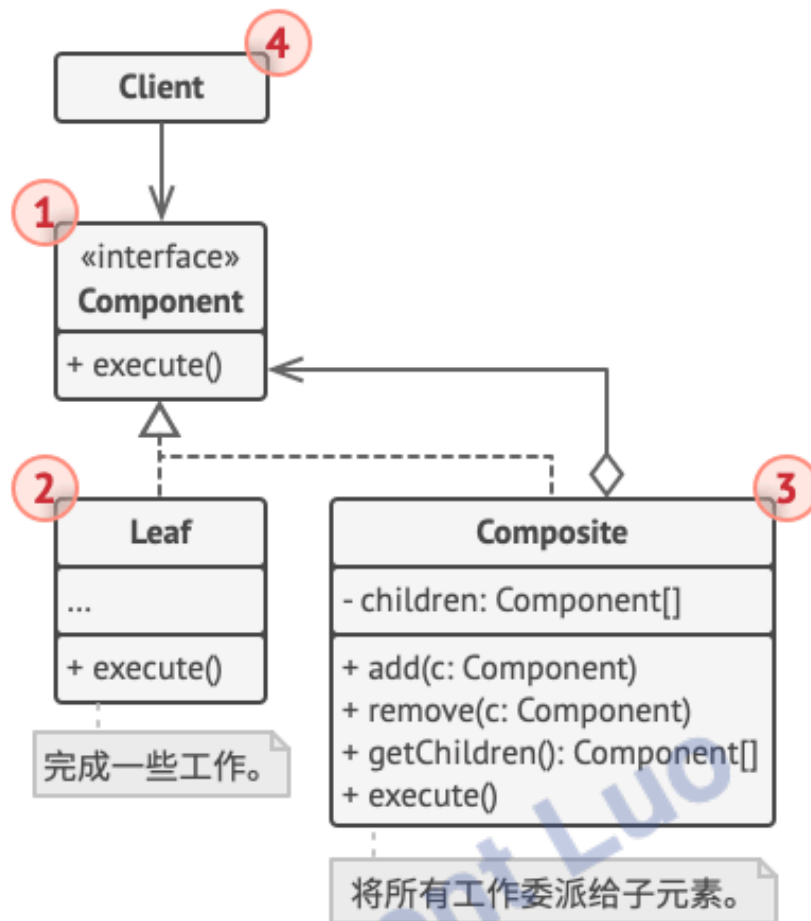 4
Client
1
«interface»
Component
+ execute()
2
Leaf
...
+ execute()
完成一些工作。
3
Composite
- children: Component[]
+ add(c: Component)
+ remove(c: Component)
+ getChildren(): Component[]
+ execute()
将所有工作委派给子元素。
Luo